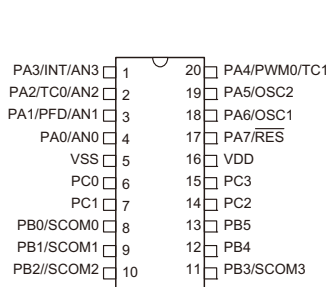 PA3/INT/AN3 1 20 PA4/PWM0/TC1
PA2/TC0/AN2 2 19 PA5/OSC2
PA1/PFD/AN1 3 18 PA6/OSC1
PA0/AN0 4 17 PA7/RES
VSS 5 16 VDD
PC0 6 15 PC3
PC1 7 14 PC2
PB0/SCOM0 8 13 PB5
PB1/SCOM1 9 12 PB4
PB2//SCOM2 10 11 PB3/SCOM3